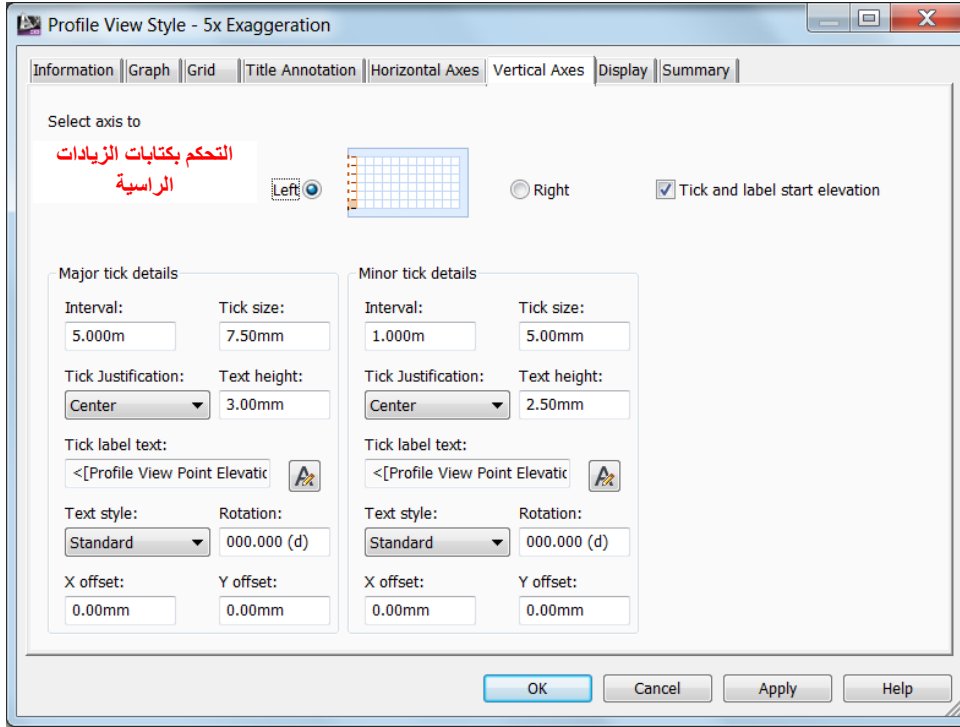 Profile View Style - 5x Exaggeration
Information Graph Grid Title Annotation Horizontal Axes Vertical Axes Display Summary
Select axis to
التحكم بكتابات الزيادات
الراسية
Left Right Tick and label start elevation
Major tick details Minor tick details
Interval: Tick size: Interval: Tick size:
5.000m 7.50mm 1.000m 5.00mm
Tick Justification: Text height: Tick Justification: Text height:
Center 3.00mm Center 2.50mm
Tick label text: Tick label text:
<[Profile View Point Elevatic <[Profile View Point Elevatic
Text style: Rotation: Text style: Rotation:
Standard 000.000 (d) Standard 000.000 (d)
X offset: Y offset: X offset: Y offset:
0.00mm 0.00mm 0.00mm 0.00mm
OK Cancel Apply Help